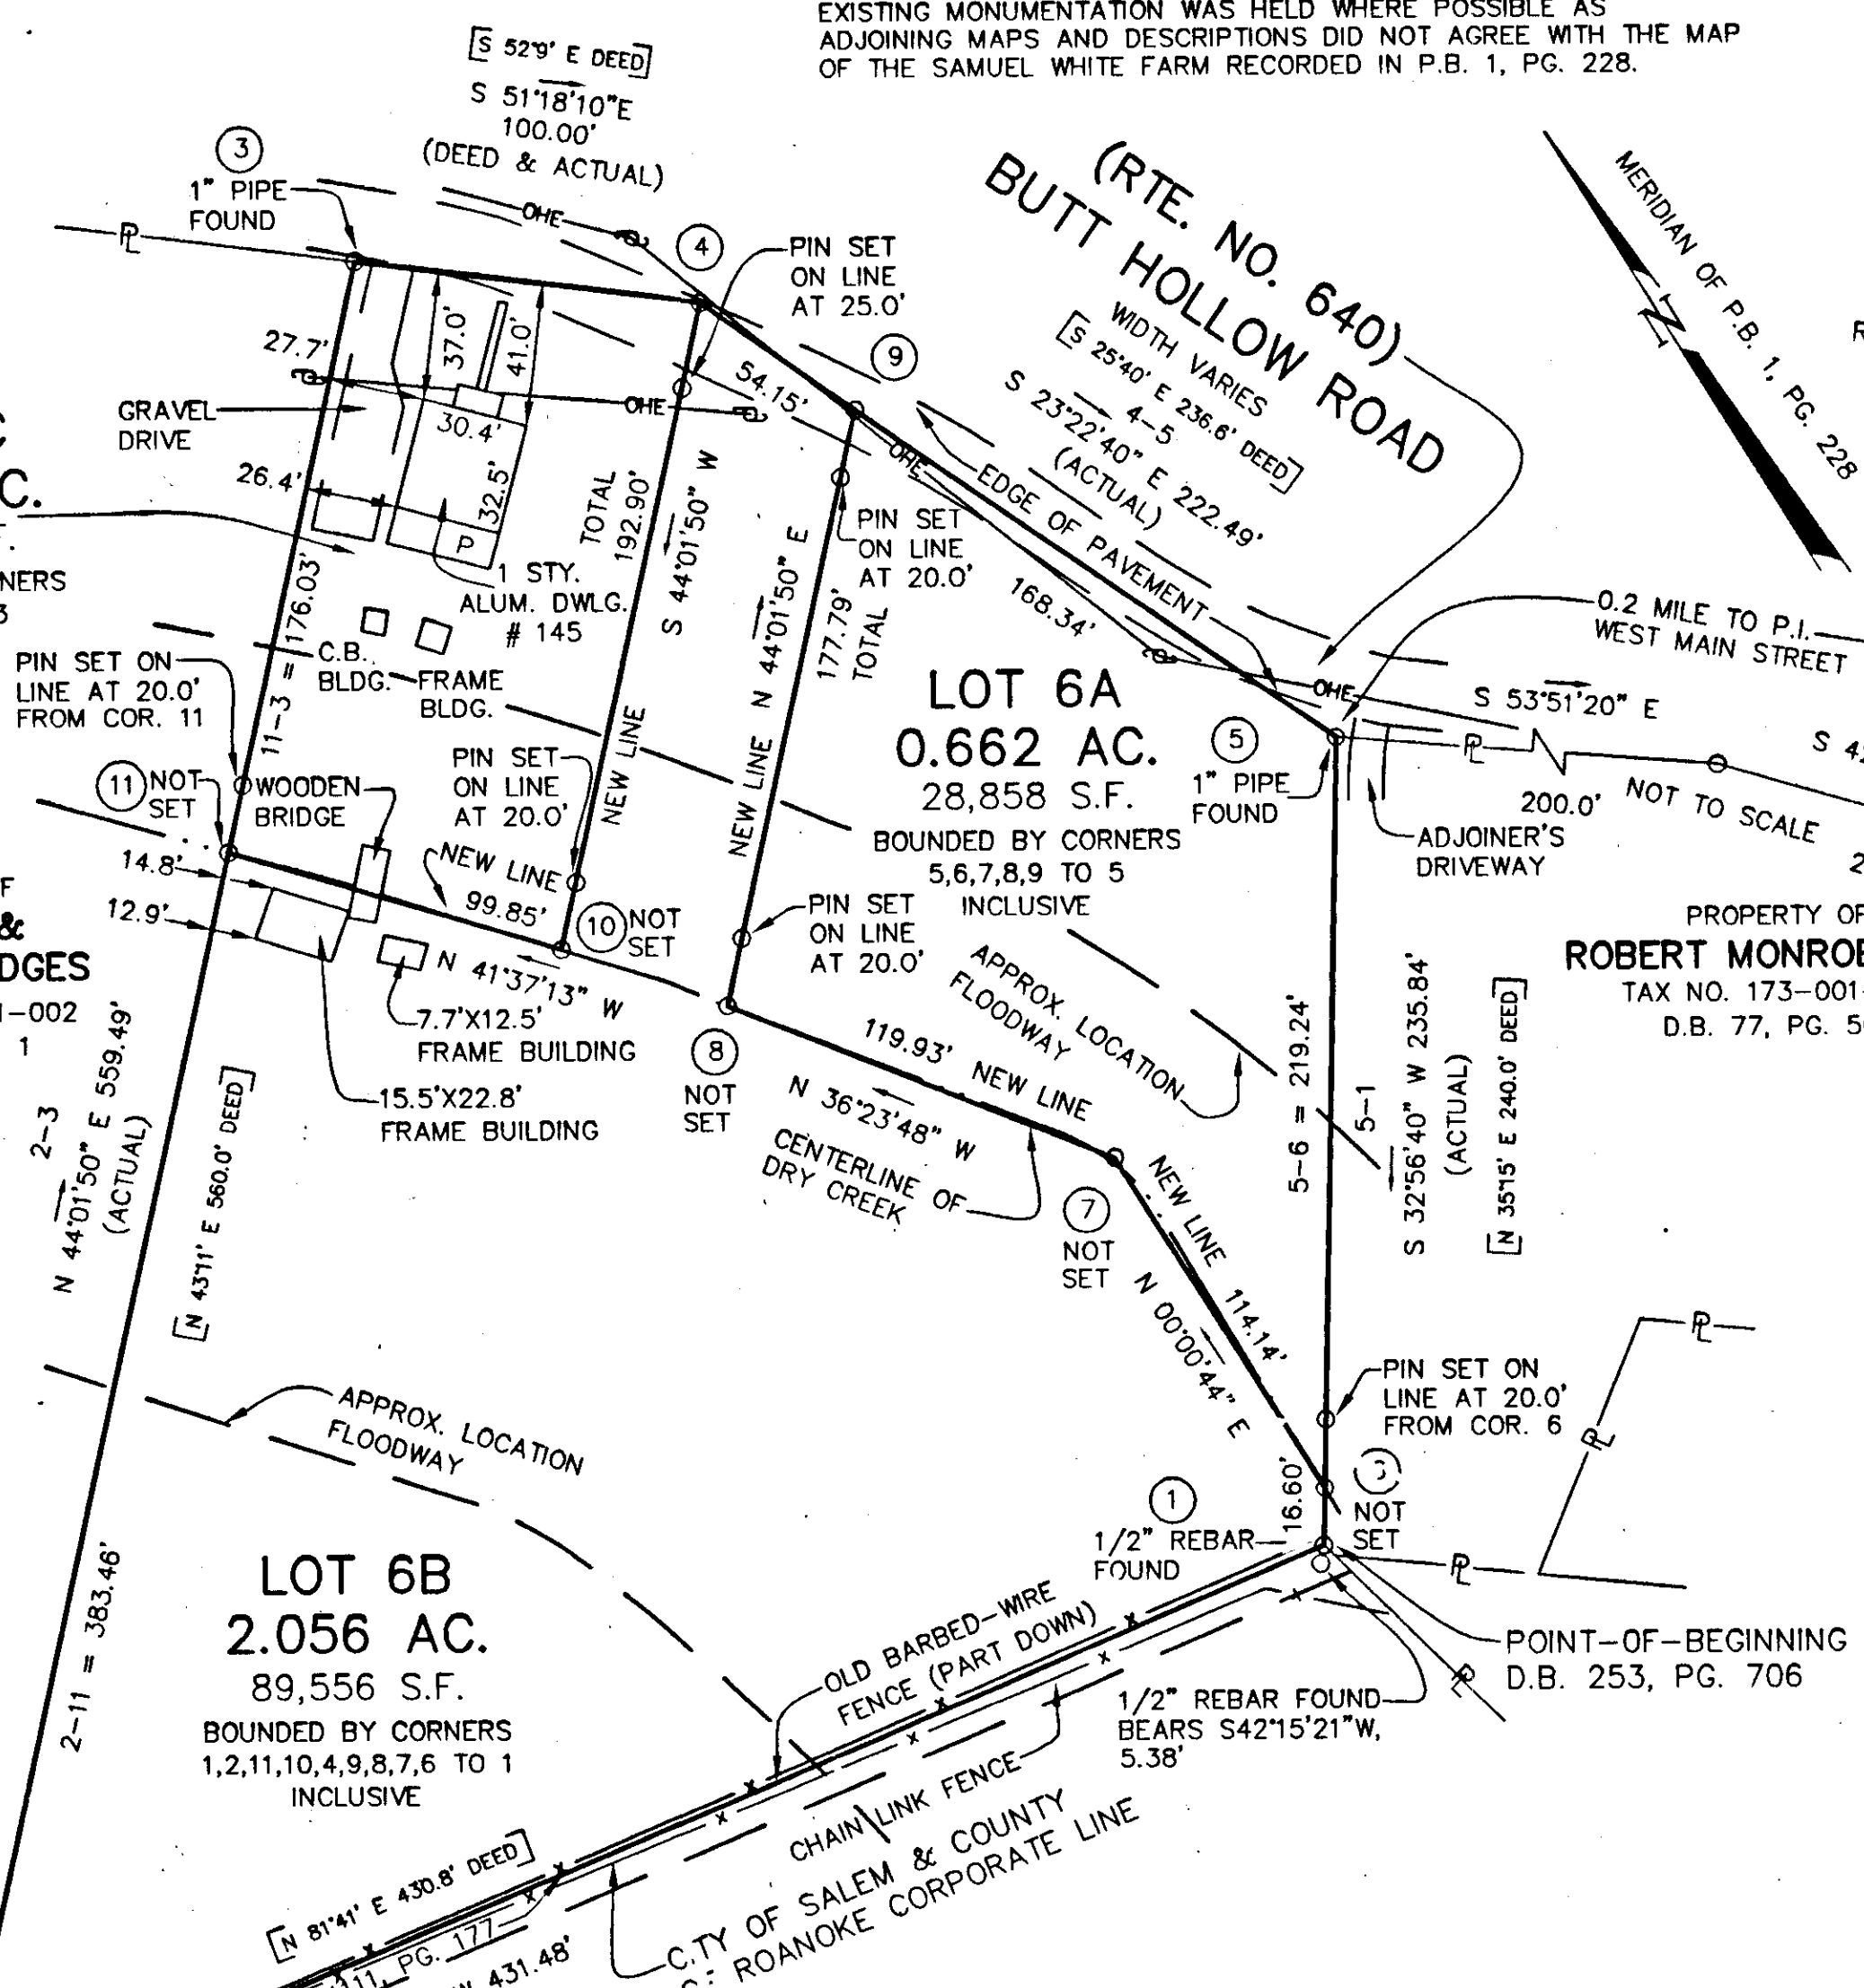 EXISTING MONUMENTATION WAS HELD WHERE POSSIBLE AS
ADJOINING MAPS AND DESCRIPTIONS DID NOT AGREE WITH THE MAP
OF THE SAMUEL WHITE FARM RECORDED IN P.B. 1, PG. 228.
[S 52°9' E DEED]
S 51°18'10"E
100.00'
(DEED & ACTUAL)
3
1" PIPE
FOUND
PL
OHE
4
PIN SET
ON LINE
AT 25.0'
9
(RTE. NO. 640)
BUTT HOLLOW ROAD
WIDTH VARIES
[S 25°40' E 236.6' DEED]
4-5
S 23°22'40" E 222.49'
(ACTUAL)
MERIDIAN OF P.B. 1, PG. 228
N
27.7'
37.0'
41.0'
GRAVEL
DRIVE
30.4'
OHE
54.15'
OHE
EDGE OF PAVEMENT
26.4'
32.5'
P
1 STY.
ALUM. DWLG.
# 145
TOTAL
192.90'
S 44°01'50" W
NEW LINE
PIN SET
ON LINE
AT 20.0'
NEW LINE N 44°01'50" E
177.79'
TOTAL
168.34'
C.
11-3 = 176.03'
C.B.
BLDG.
FRAME
BLDG.
PIN SET ON
LINE AT 20.0'
FROM COR. 11
11
NOT
SET
WOODEN
BRIDGE
PIN SET
ON LINE
AT 20.0'
LOT 6A
0.662 AC.
28,858 S.F.
BOUNDED BY CORNERS
5,6,7,8,9 TO 5
INCLUSIVE
5
1" PIPE
FOUND
0.2 MILE TO P.I.
WEST MAIN STREET
OHE
S 53°51'20" E
PL
200.0'
NOT TO SCALE
ADJOINER'S
DRIVEWAY
14.8'
12.9'
NEW LINE
99.85'
10
NOT
SET
N 41°37'13" W
7.7'X12.5'
FRAME BUILDING
15.5'X22.8'
FRAME BUILDING
PIN SET
ON LINE
AT 20.0'
8
NOT
SET
119.93' NEW LINE
N 36°23'48" W
CENTERLINE OF
DRY CREEK
APPROX. LOCATION
FLOODWAY
PROPERTY OF
ROBERT MONROE
TAX NO. 173-001-
D.B. 77, PG.
&
-002
1
2-3
N 44°01'50" E 559.49'
(ACTUAL)
[N 43°11' E 560.0' DEED]
5-6 = 219.24'
5-1
S 32°56'40" W 235.84'
(ACTUAL)
[N 35°15' E 240.0' DEED]
7
NOT
SET
NEW LINE 114.14'
N 00°00'44" E
PL
PIN SET ON
LINE AT 20.0'
FROM COR. 6
PL
NOT
SET
16.60'
1
1/2" REBAR
FOUND
PL
APPROX. LOCATION
FLOODWAY
2-11 = 383.46'
LOT 6B
2.056 AC.
89,556 S.F.
BOUNDED BY CORNERS
1,2,11,10,4,9,8,7,6 TO 1
INCLUSIVE
OLD BARBED-WIRE
FENCE (PART DOWN)
POINT-OF-BEGINNING
D.B. 253, PG. 706
PL
1/2" REBAR FOUND
BEARS S42°15'21"W,
5.38'
CHAIN LINK FENCE
[N 81°41' E 430.8' DEED]
PG. 177
431.48'
C.TY OF SALEM & COUNTY
ROANOKE CORPORATE LINE